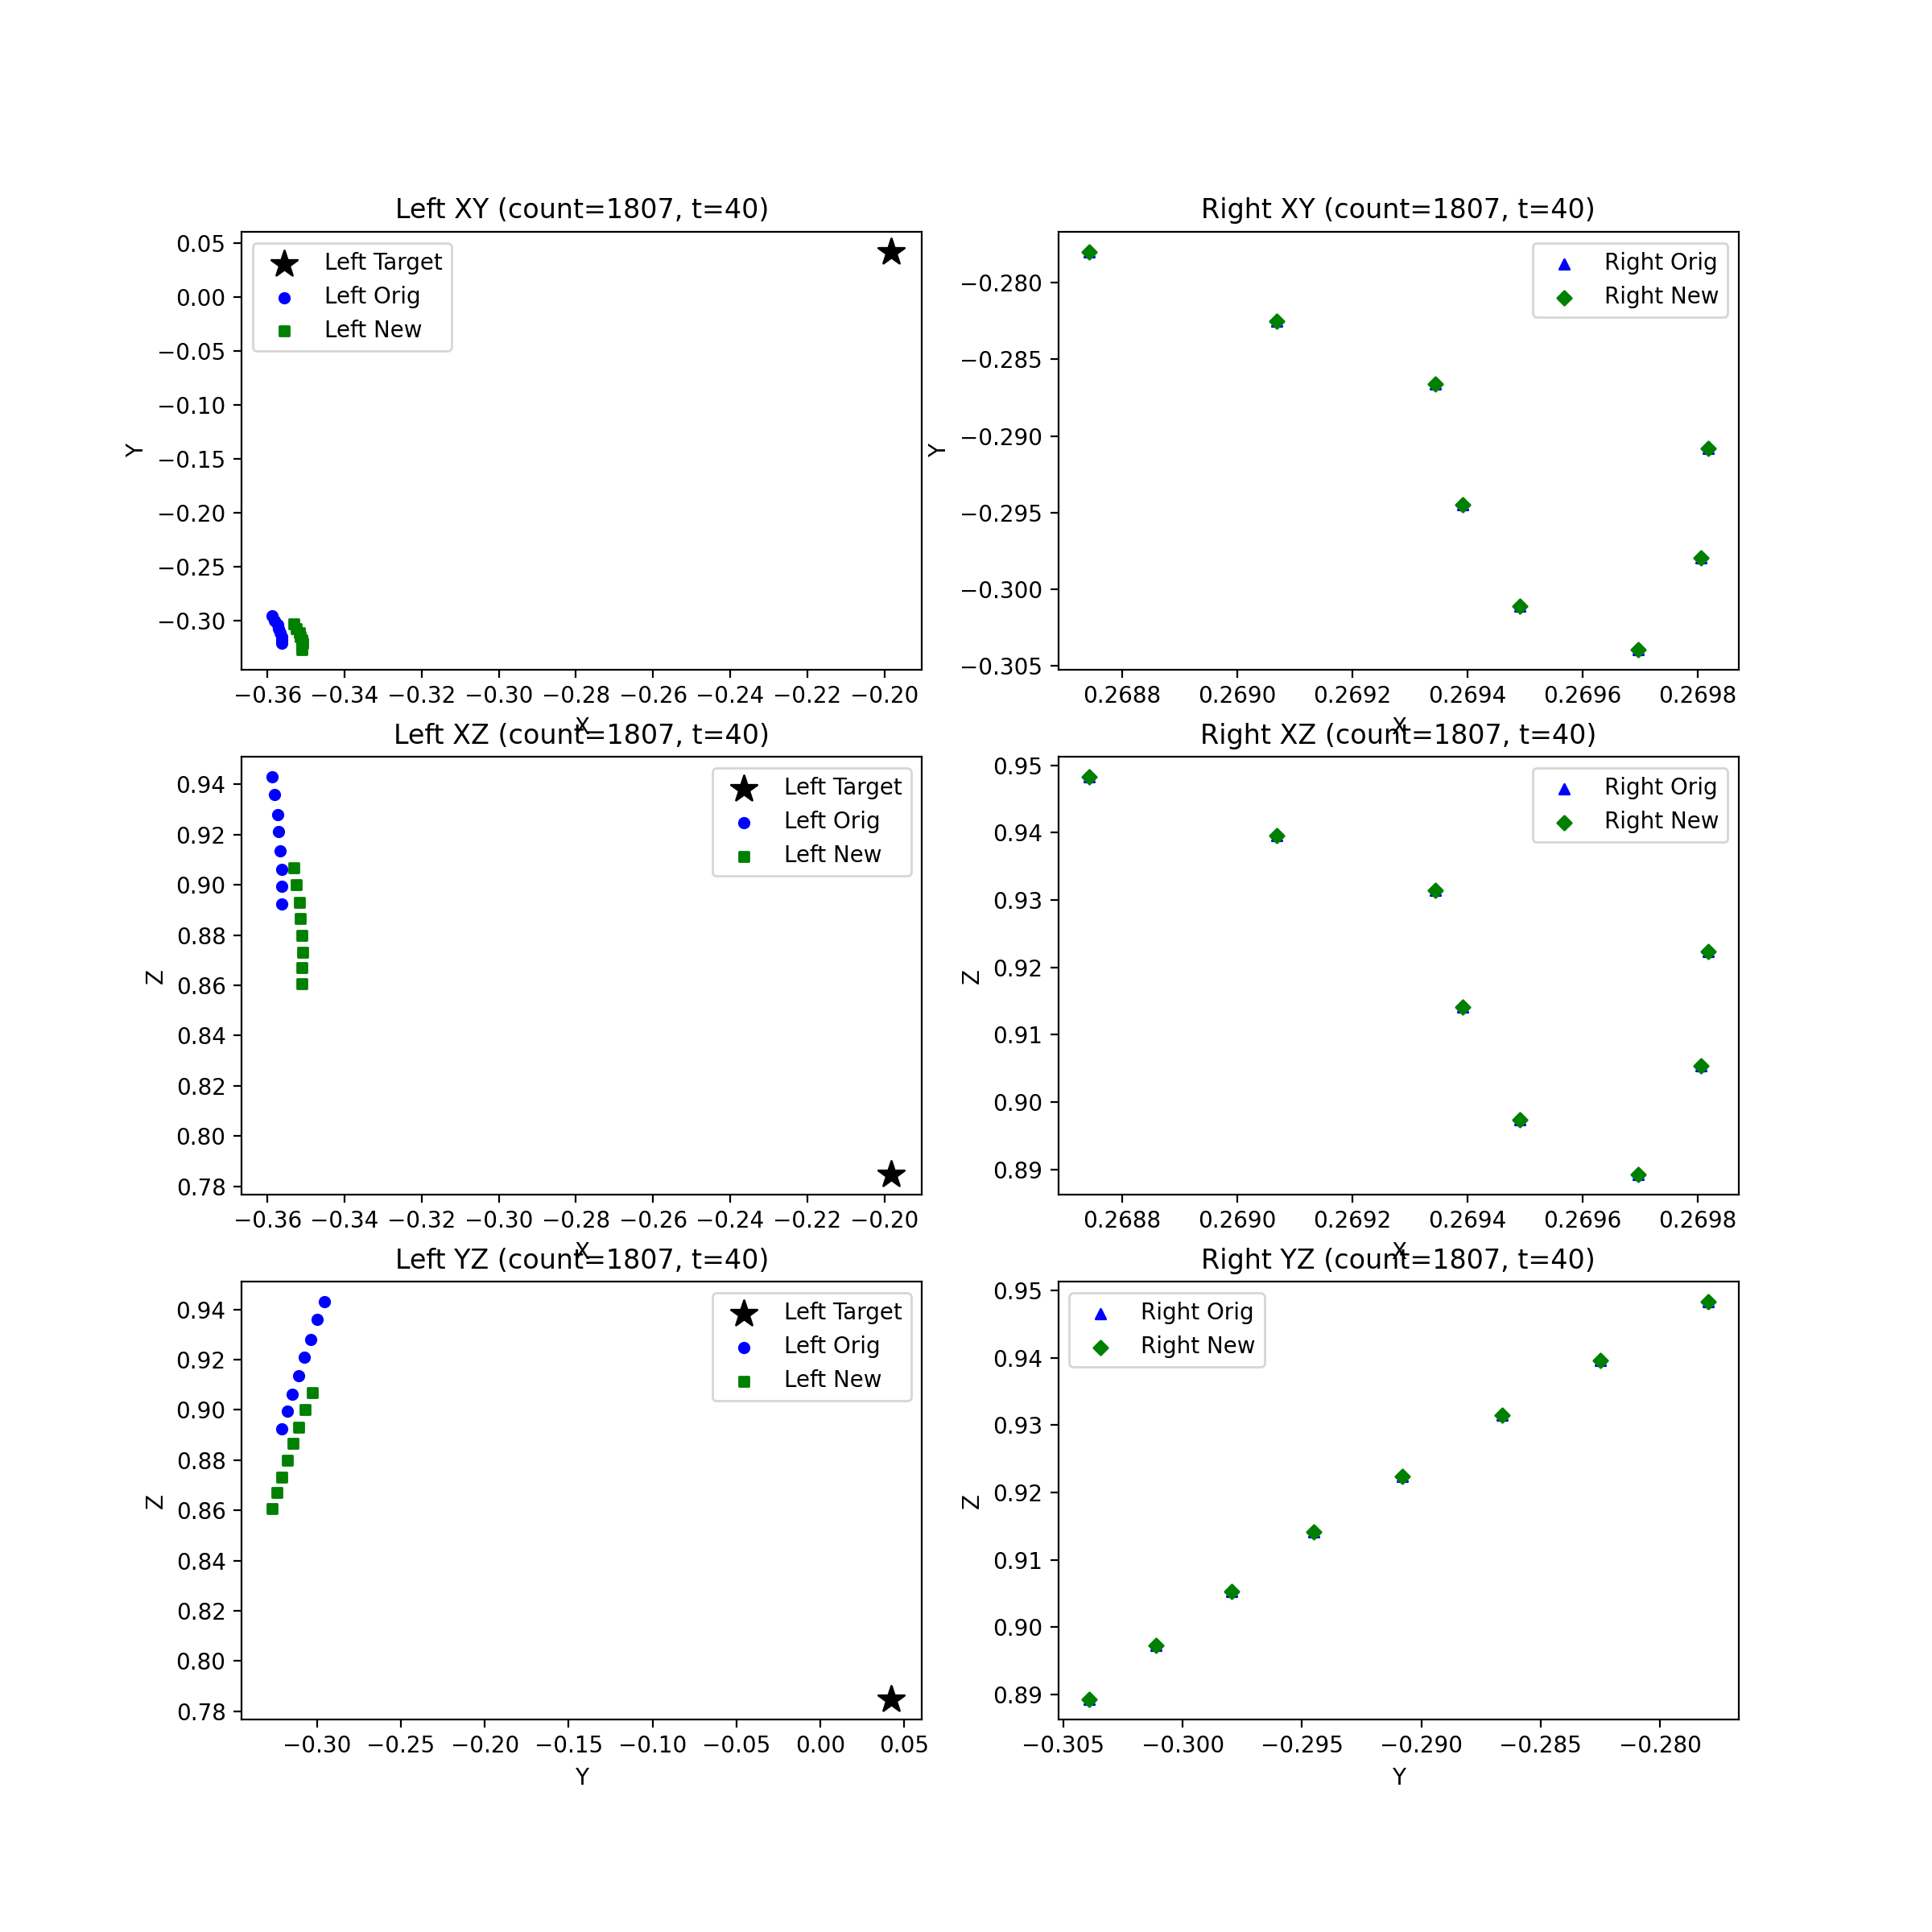 Left XY (count=1807, t=40)
Left Target
Left Orig
Left New
0.05
0.00
−0.05
−0.10
−0.15
−0.20
−0.25
−0.30
Y
−0.36 −0.34 −0.32 −0.30 −0.28 −0.26 −0.24 −0.22 −0.20
X
Right XY (count=1807, t=40)
Right Orig
Right New
−0.280
−0.285
−0.290
−0.295
−0.300
−0.305
Y
0.2688 0.2690 0.2692 0.2694 0.2696 0.2698
X
Left XZ (count=1807, t=40)
Left Target
Left Orig
Left New
0.94
0.92
0.90
0.88
0.86
0.84
0.82
0.80
0.78
Z
−0.36 −0.34 −0.32 −0.30 −0.28 −0.26 −0.24 −0.22 −0.20
X
Right XZ (count=1807, t=40)
Right Orig
Right New
0.95
0.94
0.93
0.92
0.91
0.90
0.89
Z
0.2688 0.2690 0.2692 0.2694 0.2696 0.2698
X
Left YZ (count=1807, t=40)
Left Target
Left Orig
Left New
0.94
0.92
0.90
0.88
0.86
0.84
0.82
0.80
0.78
Z
−0.30 −0.25 −0.20 −0.15 −0.10 −0.05 0.00 0.05
Y
Right YZ (count=1807, t=40)
Right Orig
Right New
0.95
0.94
0.93
0.92
0.91
0.90
0.89
Z
−0.305 −0.300 −0.295 −0.290 −0.285 −0.280
Y